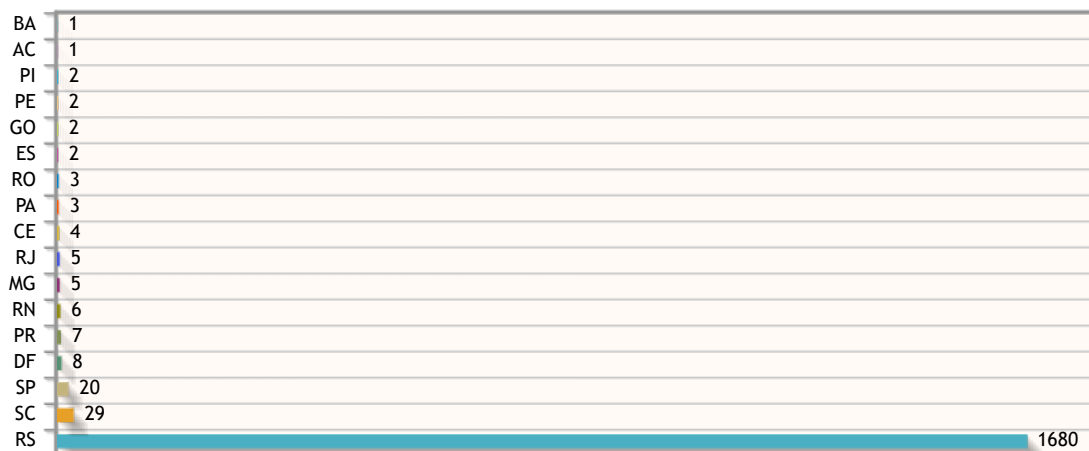 BA 1
AC 1
PI 2
PE 2
GO 2
ES 2
RO 3
PA 3
CE 4
RJ 5
MG 5
RN 6
PR 7
DF 8
SP 20
SC 29
RS 1680